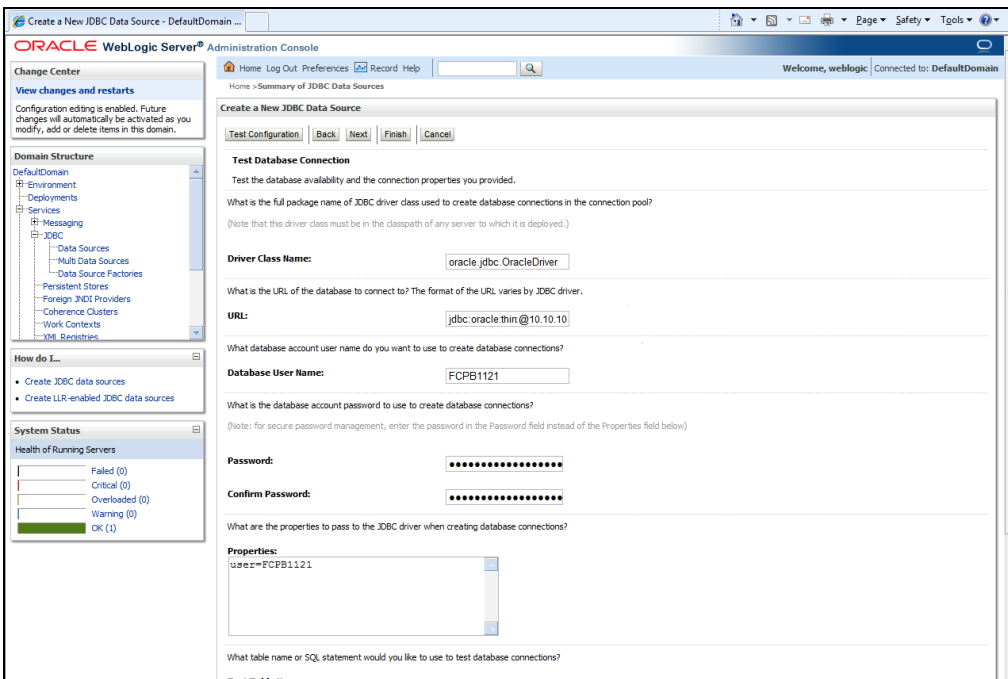 Create a New JDBC Data Source - DefaultDomain ...
Page Safety Tools
ORACLE WebLogic Server® Administration Console
Change Center
View changes and restarts
Configuration editing is enabled. Future
changes will automatically be activated as you
modify, add or delete items in this domain.
Domain Structure
DefaultDomain
Environment
Deployments
Services
Messaging
JDBC
Data Sources
Multi Data Sources
Data Source Factories
Persistent Stores
Foreign JNDI Providers
Coherence Clusters
Work Contexts
XML Registries
How do I...
Create JDBC data sources
Create LLR-enabled JDBC data sources
System Status
Health of Running Servers
Failed (0)
Critical (0)
Overloaded (0)
Warning (0)
OK (1)
Home Log Out Preferences Record Help
Welcome, weblogic Connected to: DefaultDomain
Home >Summary of JDBC Data Sources
Create a New JDBC Data Source
Test Configuration Back Next Finish Cancel
Test Database Connection
Test the database availability and the connection properties you provided.
What is the full package name of JDBC driver class used to create database connections in the connection pool?
(Note that this driver class must be in the classpath of any server to which it is deployed.)
Driver Class Name: oracle.jdbc.OracleDriver
What is the URL of the database to connect to? The format of the URL varies by JDBC driver.
URL: jdbc:oracle:thin:@10.10.10
What database account user name do you want to use to create database connections?
Database User Name: FCPB1121
What is the database account password to use to create database connections?
(Note: for secure password management, enter the password in the Password field instead of the Properties field below)
Password:
Confirm Password:
What are the properties to pass to the JDBC driver when creating database connections?
Properties:
user=FCPB1121
What table name or SQL statement would you like to use to test database connections?